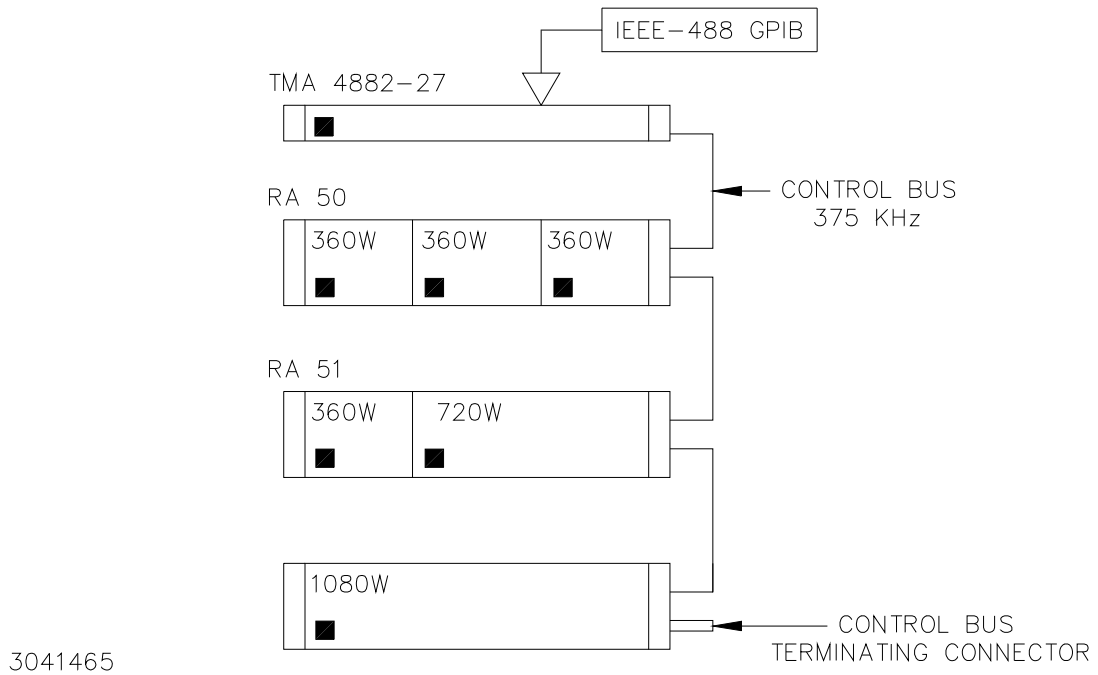 IEEE-488 GPIB
TMA 4882-27
CONTROL BUS
375 KHz
RA 50
360W 360W 360W
RA 51
360W 720W
1080W
CONTROL BUS
TERMINATING CONNECTOR
3041465